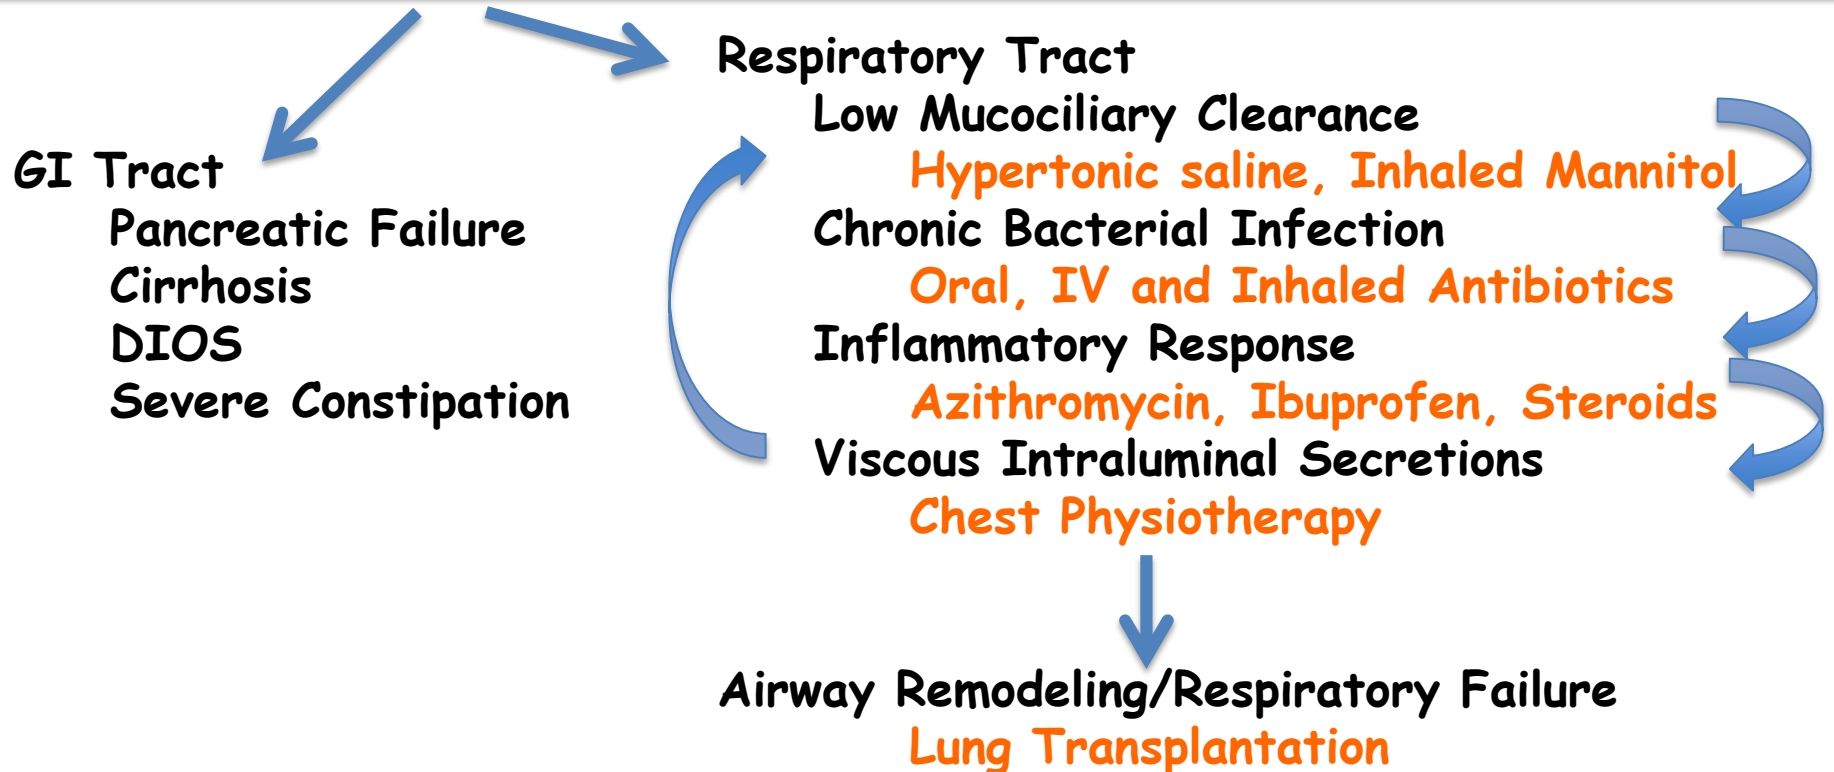 GI Tract
Pancreatic Failure
Cirrhosis
DIOS
Severe Constipation
Respiratory Tract
Low Mucociliary Clearance
Hypertonic saline, Inhaled Mannitol
Chronic Bacterial Infection
Oral, IV and Inhaled Antibiotics
Inflammatory Response
Azithromycin, Ibuprofen, Steroids
Viscous Intraluminal Secretions
Chest Physiotherapy
Airway Remodeling/Respiratory Failure
Lung Transplantation